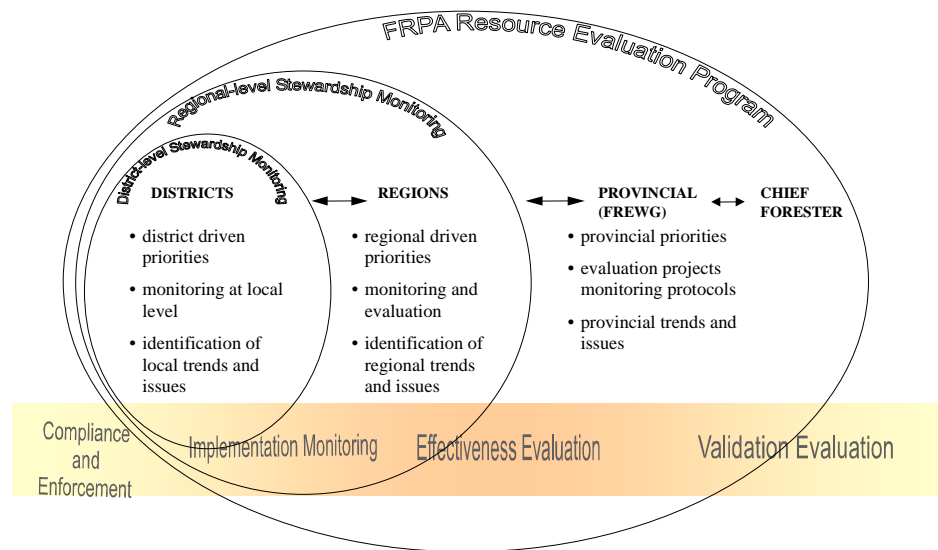 FRPA Resource Evaluation Program
Regional-level Stewardship Monitoring
District-level Stewardship Monitoring
DISTRICTS
• district driven
priorities
• monitoring at local
level
• identification of
local trends and
issues
REGIONS
• regional driven
priorities
• monitoring and
evaluation
• identification of
regional trends
and issues
PROVINCIAL
(FREWG)
• provincial priorities
• evaluation projects
monitoring protocols
• provincial trends and
issues
CHIEF
FORESTER
Compliance
and
Enforcement
Implementation Monitoring
Effectiveness Evaluation
Validation Evaluation